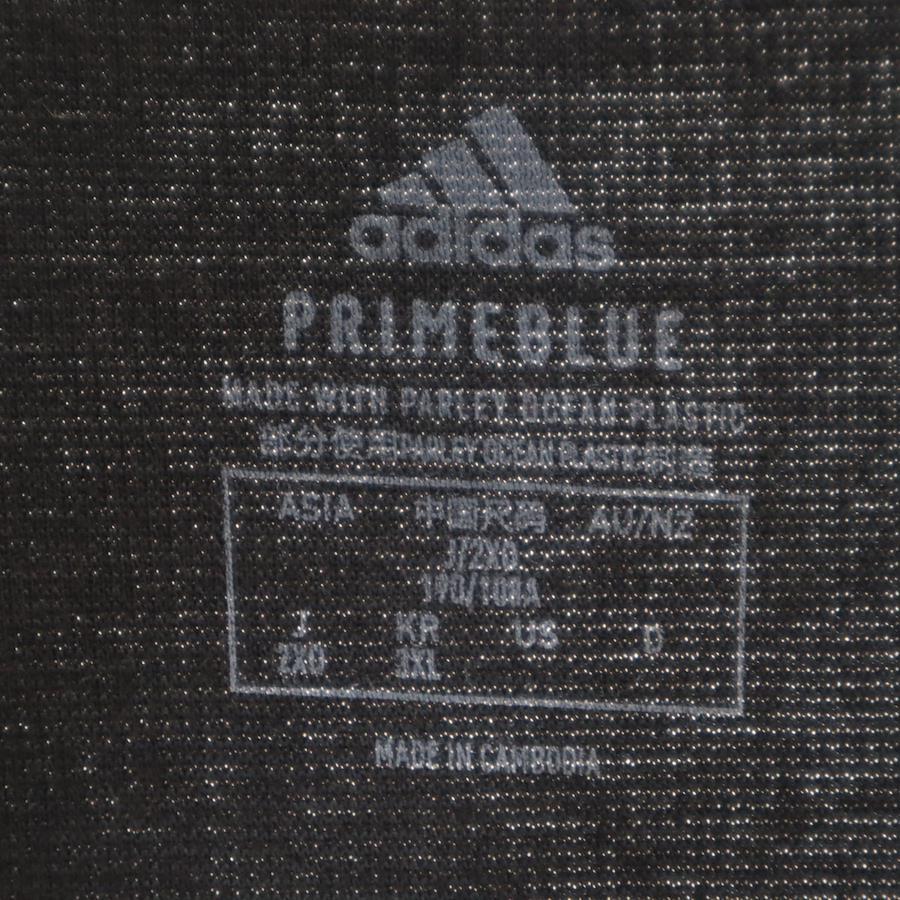 adidas
PRIMEBLUE
MADE WITH PARLEY OCEAN PLASTIC
部分使用PARLEY OCEAN PLASTIC制造
ASIA 中国尺码 AU/NZ
J/2XO
190/108A
J KR US D
2XO 3XL
MADE IN CAMBODIA